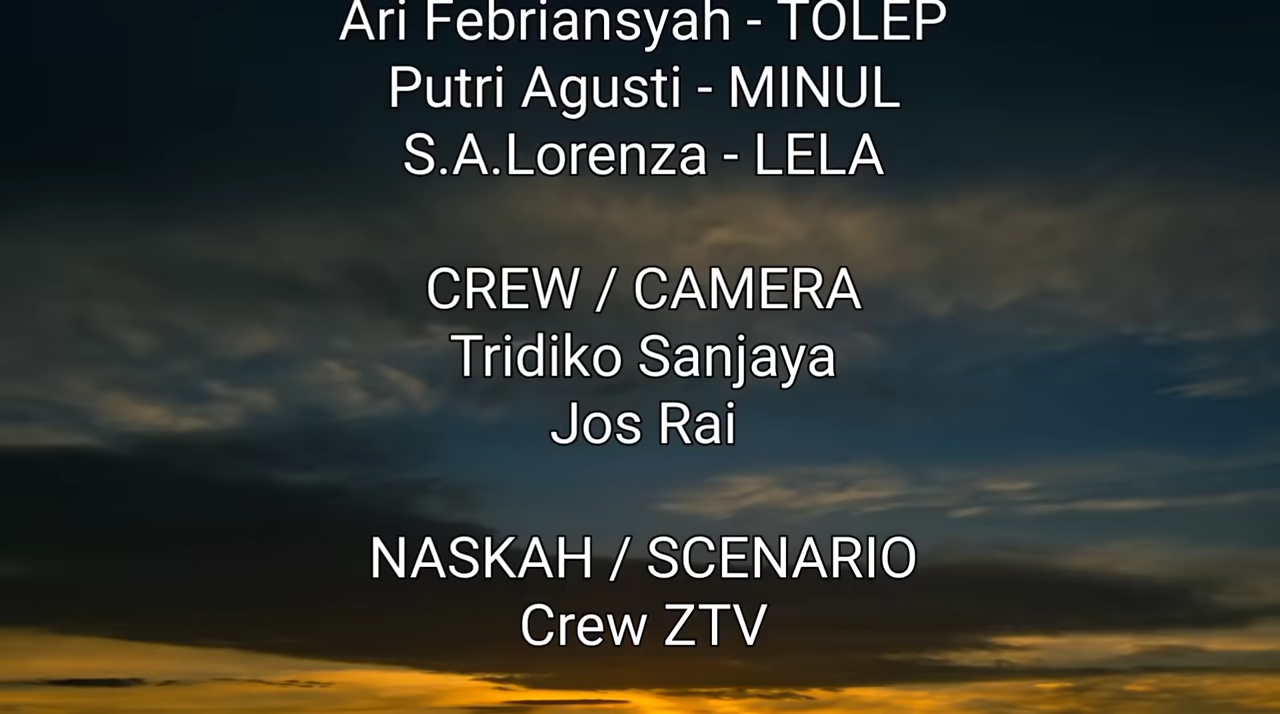 Ari Febriansyah - TOLEP
Putri Agusti - MINUL
S.A.Lorenza - LELA
CREW / CAMERA
Tridiko Sanjaya
Jos Rai
NASKAH / SCENARIO
Crew ZTV